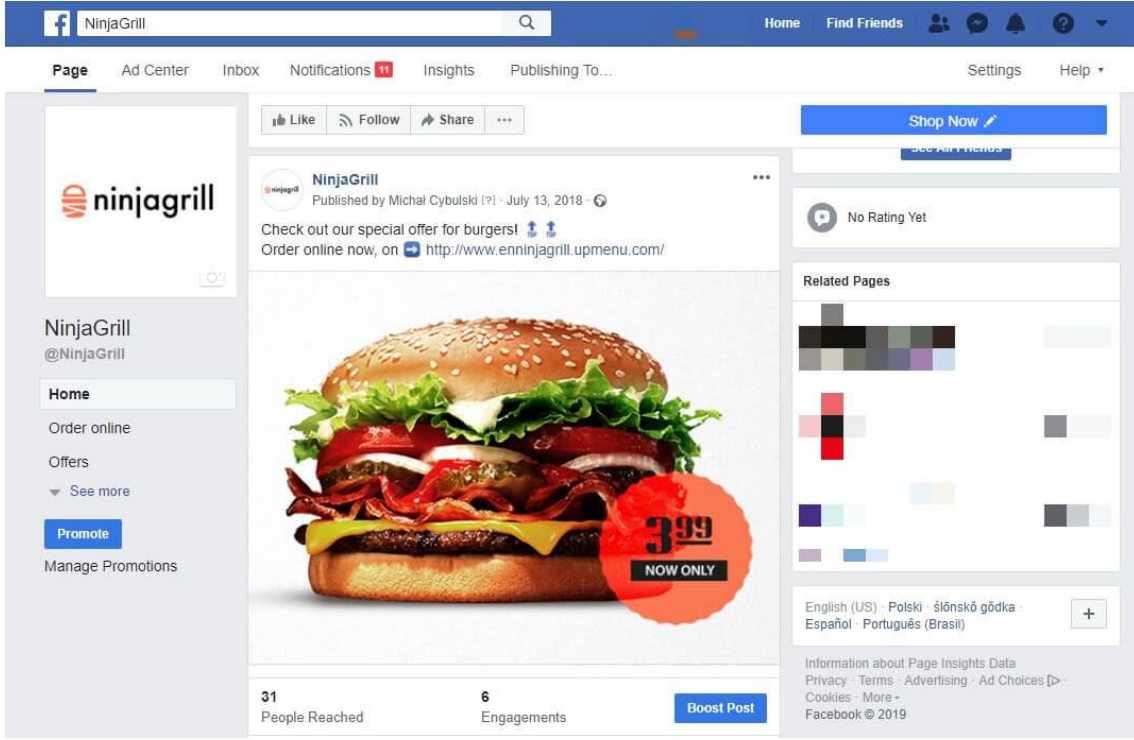 NinjaGrill
Home Find Friends
Page Ad Center Inbox Notifications 11 Insights Publishing To... Settings Help
ninjagrill
NinjaGrill
@NinjaGrill
Home
Order online
Offers
See more
Promote
Manage Promotions
Like Follow Share ...
Shop Now
See All Friends
ninjagrill
NinjaGrill
Published by Michał Cybulski [?] · July 13, 2018 ·
Check out our special offer for burgers!
Order online now, on http://www.enninjagrill.upmenu.com/
3 99
NOW ONLY
31
People Reached
6
Engagements
Boost Post
No Rating Yet
Related Pages
English (US) · Polski · ślōnskŏ gŏdka ·
Español · Português (Brasil)
+
Information about Page Insights Data
Privacy · Terms · Advertising · Ad Choices ·
Cookies · More
Facebook © 2019